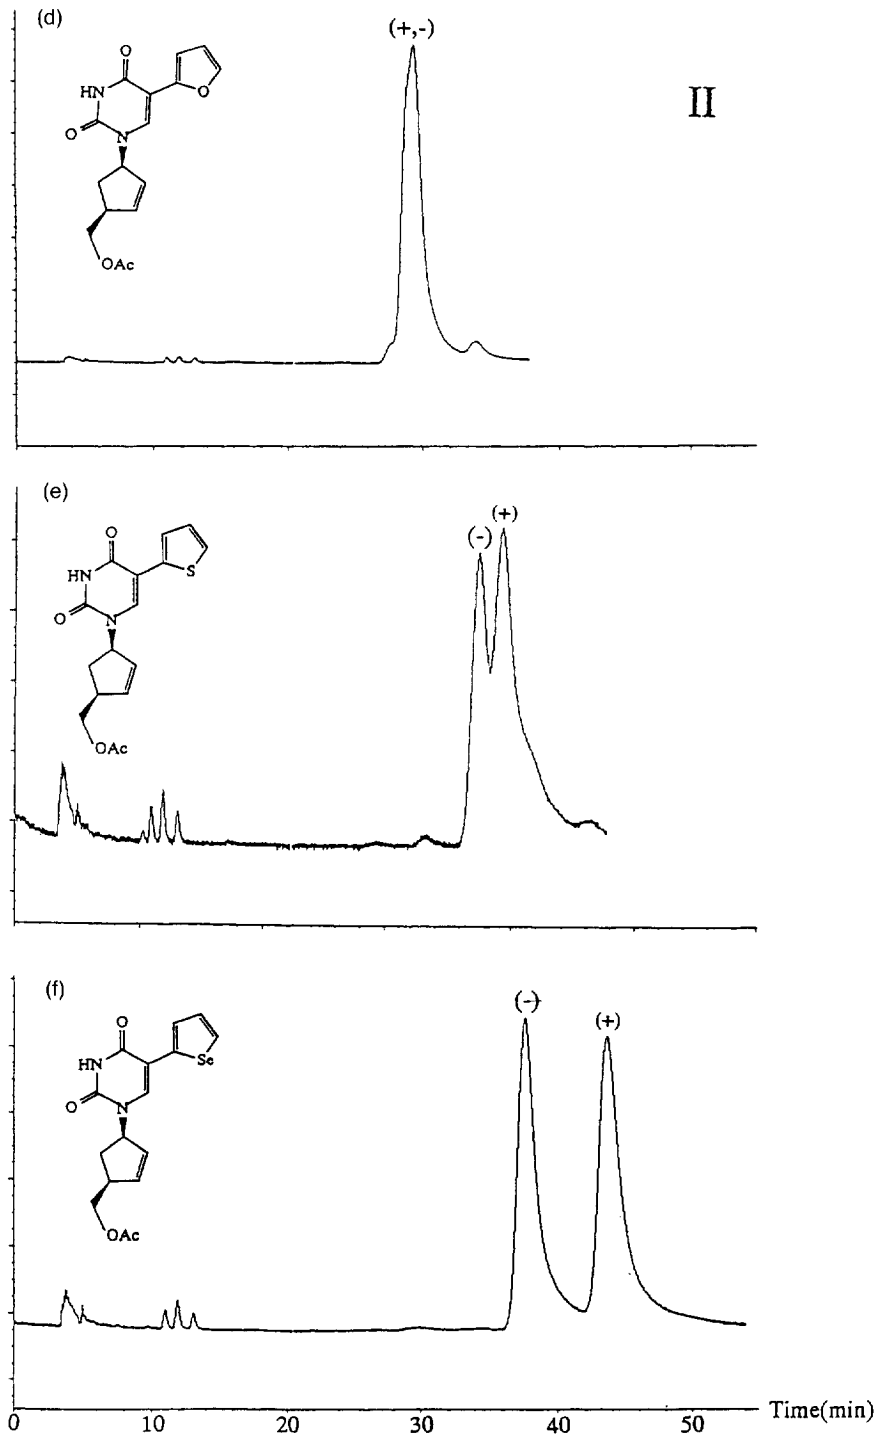 (d)
(+,-)
II
O
HN
O
O
N
OAc
(e)
(-)
(+)
O
HN
S
O
N
OAc
(f)
(-)
(+)
O
HN
Se
O
N
OAc
0 10 20 30 40 50 Time(min)